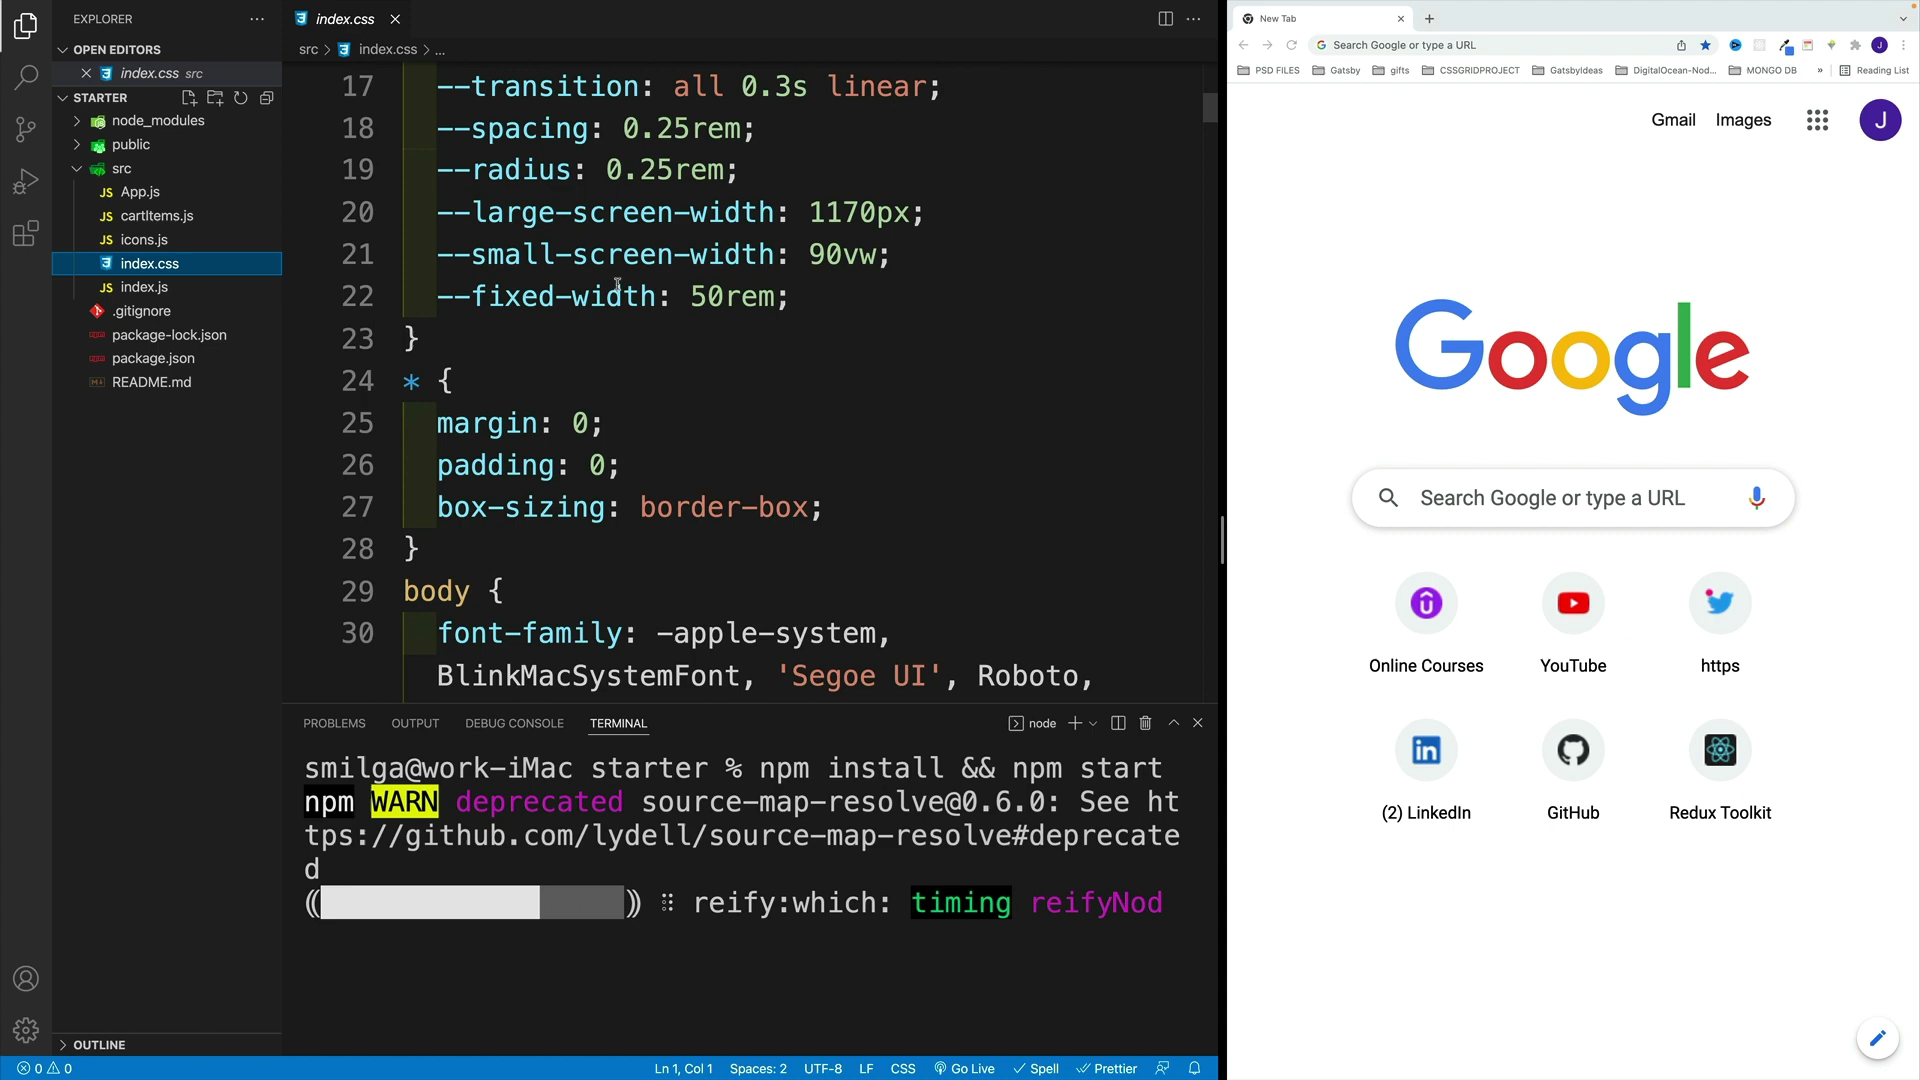 EXPLORER
OPEN EDITORS
index.css src
STARTER
node_modules
public
src
App.js
cartItems.js
icons.js
index.css
index.js
.gitignore
package-lock.json
package.json
README.md
OUTLINE
index.css
src > index.css > ...
17 --transition: all 0.3s linear;
18 --spacing: 0.25rem;
19 --radius: 0.25rem;
20 --large-screen-width: 1170px;
21 --small-screen-width: 90vw;
22 --fixed-width: 50rem;
23 }
24 * {
25 margin: 0;
26 padding: 0;
27 box-sizing: border-box;
28 }
29 body {
30 font-family: -apple-system,
BlinkMacSystemFont, 'Segoe UI', Roboto,
PROBLEMS OUTPUT DEBUG CONSOLE TERMINAL node
smilga@work-iMac starter % npm install && npm start
npm WARN deprecated source-map-resolve@0.6.0: See ht
tps://github.com/lydell/source-map-resolve#deprecate
d
reify:which: timing reifyNod
0 0 Ln 1, Col 1 Spaces: 2 UTF-8 LF CSS Go Live Spell Prettier
New Tab
Search Google or type a URL
PSD FILES Gatsby gifts CSSGRIDPROJECT GatsbyIdeas DigitalOcean-Nod... MONGO DB » Reading List
Gmail Images J
Google
Search Google or type a URL
Online Courses YouTube https
(2) LinkedIn GitHub Redux Toolkit